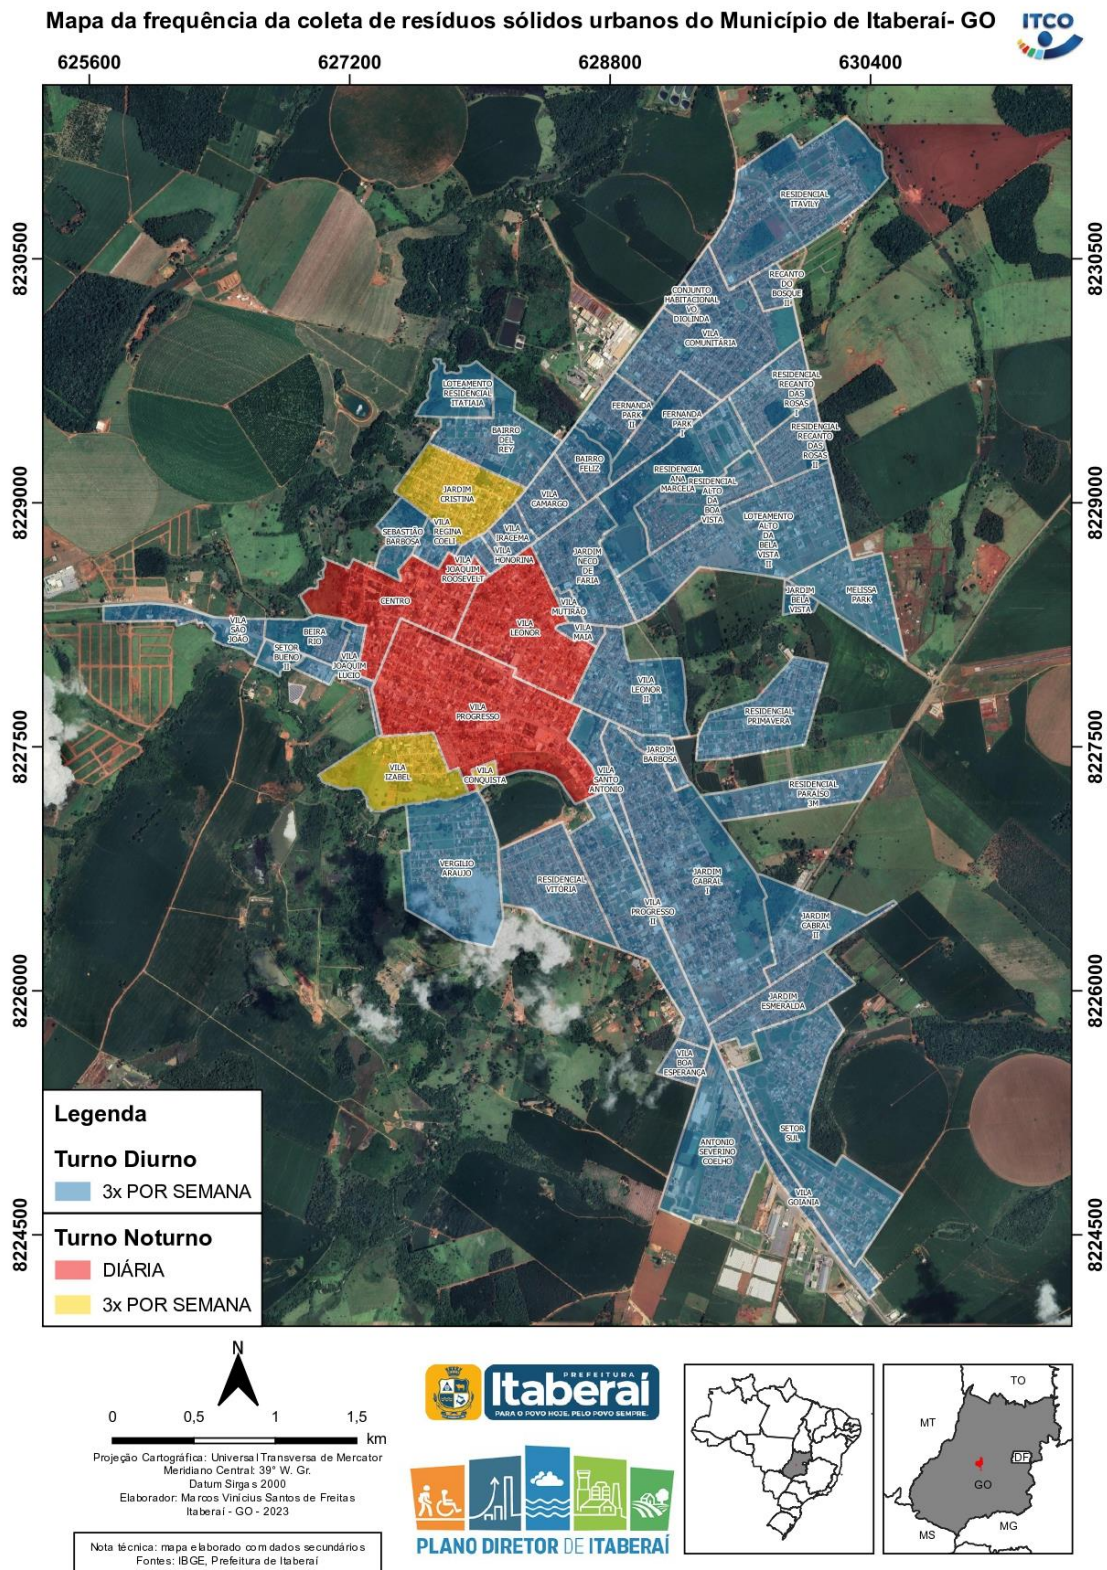 Mapa da frequência da coleta de resíduos sólidos urbanos do Município de Itaberaí- GO
ITCO
625600 627200 628800 630400
8230500
8229000
8227500
8226000
8224500
8230500
8229000
8227500
8226000
8224500
RESIDENCIAL
ITAVILY
RECANTO
DO
BOSQUE
II
CONJUNTO
HABITACIONAL
VO
DIOLINDA
VILA
COMUNITÁRIA
RESIDENCIAL
RECANTO
DAS
ROSAS
I
LOTEAMENTO
RESIDENCIAL
ITATIAIA
FERNANDA
PARK
II
FERNANDA
PARK
I
RESIDENCIAL
RECANTO
DAS
ROSAS
II
BAIRRO
DEL
REY
BAIRRO
FELIZ
RESIDENCIAL
ANA
MARCELA
RESIDENCIAL
ALTO
DA
BOA
VISTA
JARDIM
CRISTINA
VILA
CAMARGO
LOTEAMENTO
ALTO
DA
BELA
VISTA
II
SEBASTIÃO
BARBOSA
VILA
REGINA
COELI
VILA
IRACEMA
VILA
HONORINA
VILA
JOAQUIM
ROOSEVELT
JARDIM
NECO
DE
FARIA
JARDIM
BELA
VISTA
MELISSA
PARK
CENTRO
VILA
MUTIRÃO
VILA
LEONOR
VILA
MAIA
VILA
SÃO
JOÃO
BEIRA
RIO
SETOR
BUENO
II
VILA
JOAQUIM
LUCIO
VILA
LEONOR
II
VILA
PROGRESSO
RESIDENCIAL
PRIMAVERA
JARDIM
BARBOSA
VILA
IZABEL
VILA
CONQUISTA
VILA
SANTO
ANTONIO
RESIDENCIAL
PARAÍSO
3M
VERGILIO
ARAUJO
RESIDENCIAL
VITORIA
JARDIM
CABRAL
I
VILA
PROGRESSO
II
JARDIM
CABRAL
II
JARDIM
ESMERALDA
VILA
BOA
ESPERANÇA
SETOR
SUL
ANTONIO
SEVERINO
COELHO
VILA
GOIANIA
Legenda
Turno Diurno
3x POR SEMANA
Turno Noturno
DIÁRIA
3x POR SEMANA
N
0 0,5 1 1,5
km
Projeção Cartográfica: Universal Transversa de Mercator
Meridiano Central: 39° W. Gr.
Datum Sirgas 2000
Elaborador: Marcos Vinícius Santos de Freitas
Itaberaí - GO - 2023
Nota técnica: mapa elaborado com dados secundários
Fontes: IBGE, Prefeitura de Itaberaí
PREFEITURA
Itaberaí
PARA O POVO HOJE, PELO POVO SEMPRE.
PLANO DIRETOR DE ITABERAÍ
TO
MT
DF
GO
MS
MG